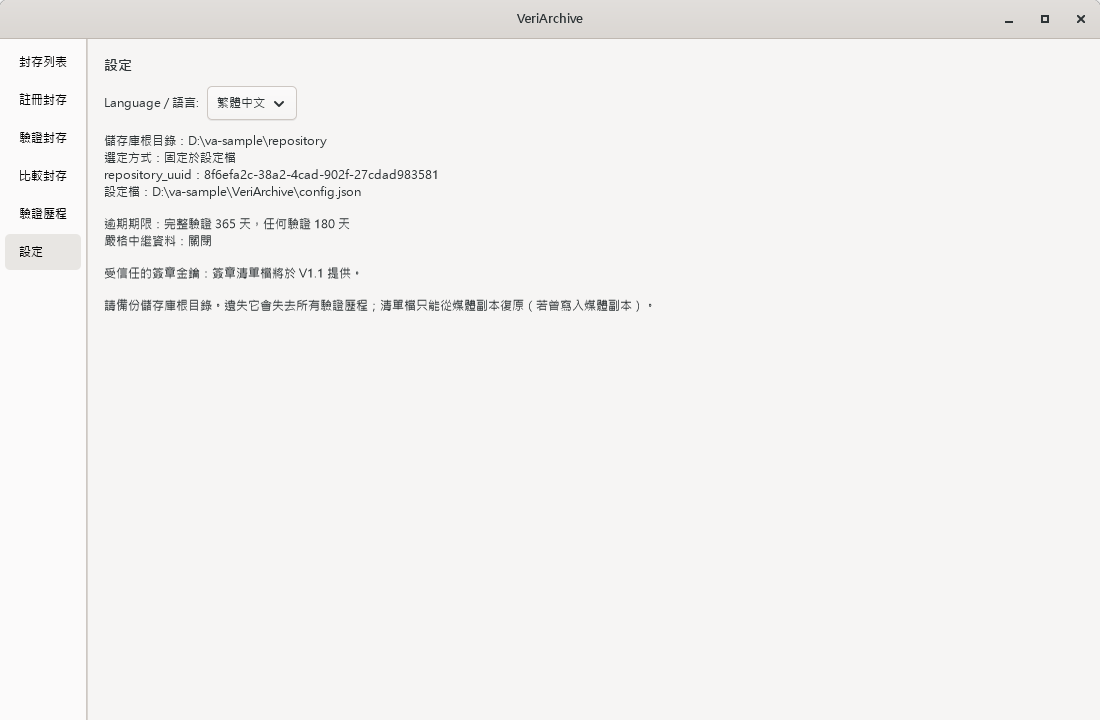 VeriArchive
封存列表
註冊封存
驗證封存
比較封存
驗證歷程
設定
設定
Language / 語言: 繁體中文
儲存庫根目錄：D:\va-sample\repository
選定方式：固定於設定檔
repository_uuid：8f6efa2c-38a2-4cad-902f-27cdad983581
設定檔：D:\va-sample\VeriArchive\config.json
逾期期限：完整驗證 365 天，任何驗證 180 天
嚴格中繼資料：關閉
受信任的簽章金鑰：簽章清單檔將於 V1.1 提供。
請備份儲存庫根目錄。遺失它會失去所有驗證歷程；清單檔只能從媒體副本復原（若曾寫入媒體副本）。